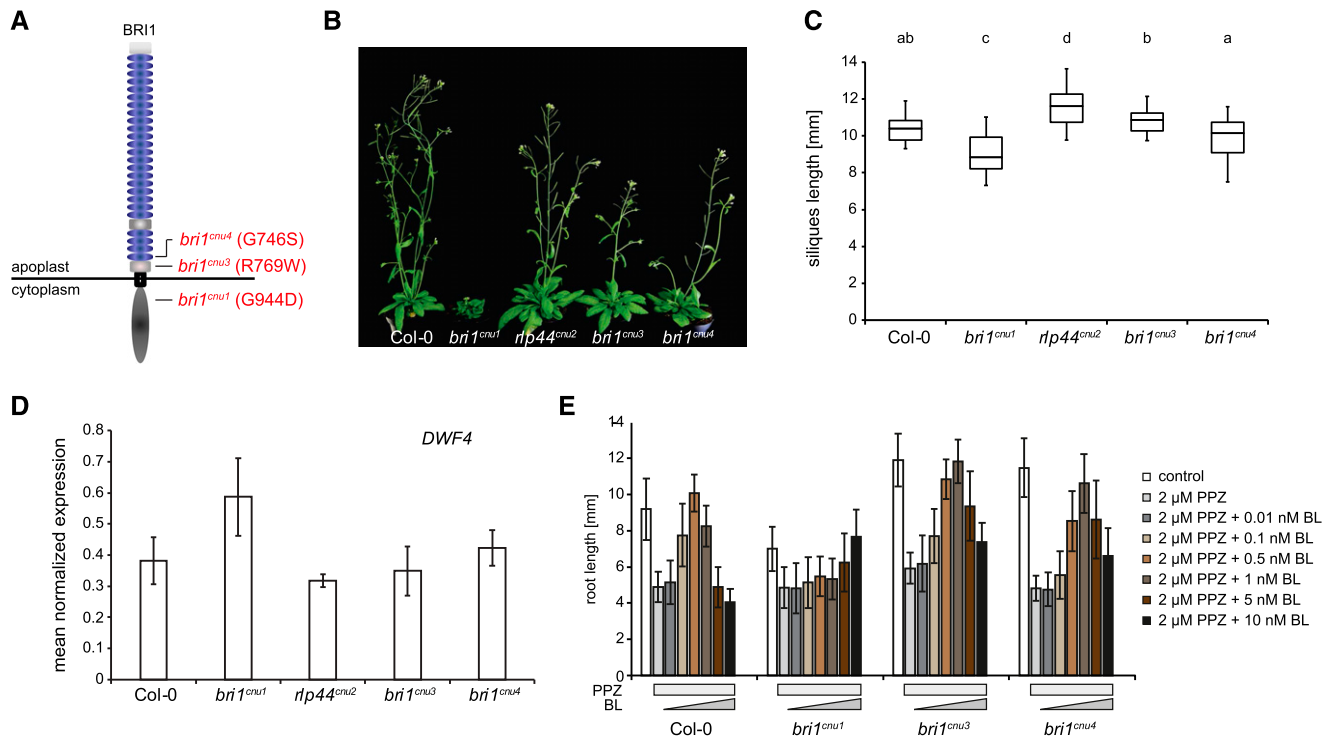 A
BRI1
bri1cnu4 (G746S)
apoplast
bri1cnu3 (R769W)
cytoplasm
bri1cnu1 (G944D)
B
Col-0 bri1cnu1 rlp44cnu2 bri1cnu3 bri1cnu4
C
ab c d b a
siliques length [mm]
14
12
10
8
6
4
2
0
Col-0 bri1cnu1 rlp44cnu2 bri1cnu3 bri1cnu4
D
DWF4
mean normalized expression
0.8
0.7
0.6
0.5
0.4
0.3
0.2
0.1
0
Col-0 bri1cnu1 rlp44cnu2 bri1cnu3 bri1cnu4
E
root length [mm]
14
12
10
8
6
4
2
0
PPZ
BL
Col-0 bri1cnu1 bri1cnu3 bri1cnu4
control
2 µM PPZ
2 µM PPZ + 0.01 nM BL
2 µM PPZ + 0.1 nM BL
2 µM PPZ + 0.5 nM BL
2 µM PPZ + 1 nM BL
2 µM PPZ + 5 nM BL
2 µM PPZ + 10 nM BL